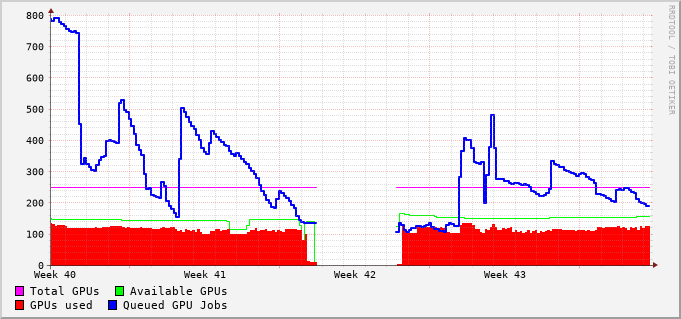 800
700
600
500
400
300
200
100
0
Week 40 Week 41 Week 42 Week 43
Total GPUs Available GPUs
GPUs used Queued GPU Jobs
RRDTOOL / TOBI OETIKER